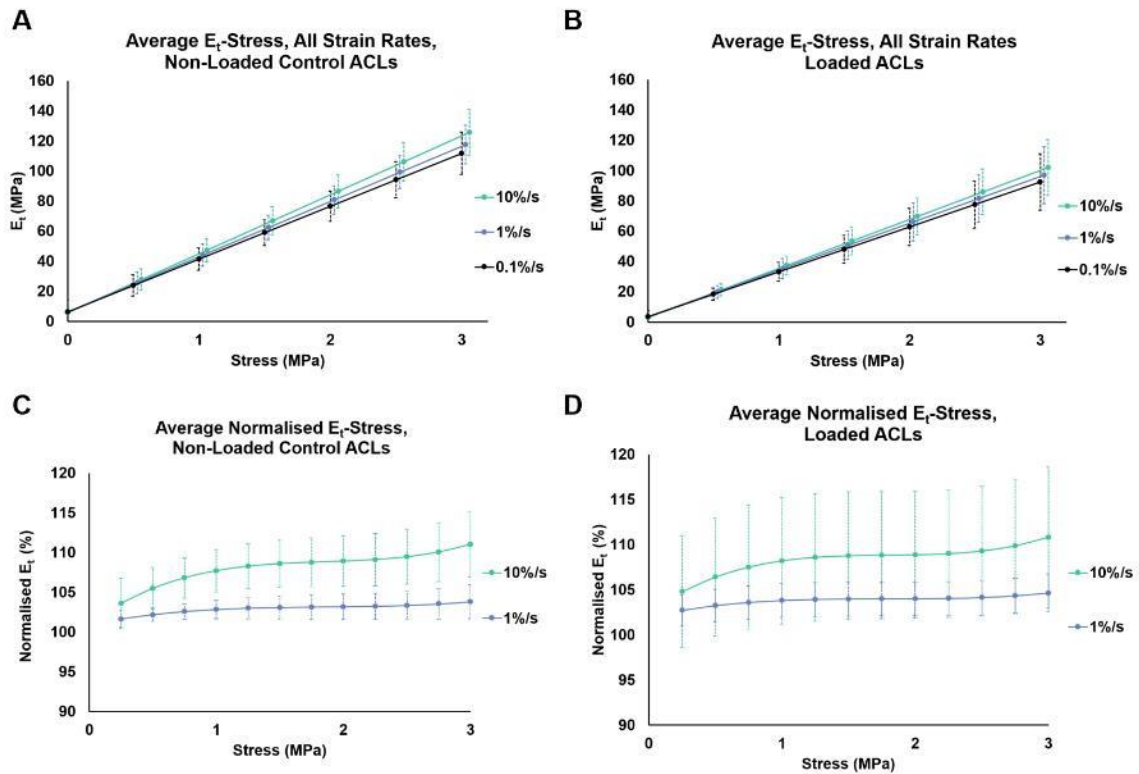 A
Average Et-Stress, All Strain Rates,
Non-Loaded Control ACLs
160
140
120
100
80
60
40
20
0
Et (MPa)
0 1 2 3
Stress (MPa)
10%/s
1%/s
0.1%/s
B
Average Et-Stress, All Strain Rates
Loaded ACLs
160
140
120
100
80
60
40
20
0
Et (MPa)
0 1 2 3
Stress (MPa)
10%/s
1%/s
0.1%/s
C
Average Normalised Et-Stress,
Non-Loaded Control ACLs
120
115
110
105
100
95
90
Normalised Et (%)
0 1 2 3
Stress (MPa)
10%/s
1%/s
D
Average Normalised Et-Stress,
Loaded ACLs
120
115
110
105
100
95
90
Normalised Et (%)
0 1 2 3
Stress (MPa)
10%/s
1%/s